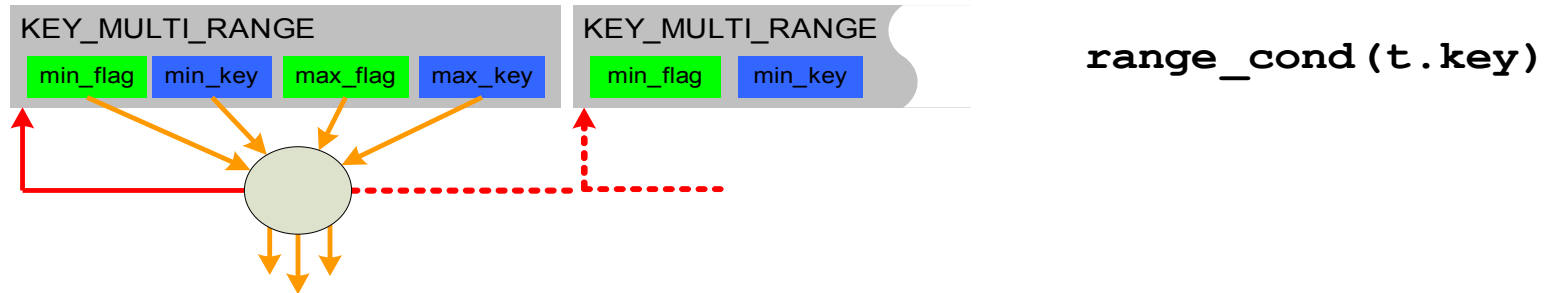 KEY_MULTI_RANGE
min_flag min_key max_flag max_key
KEY_MULTI_RANGE
min_flag min_key
range_cond(t.key)